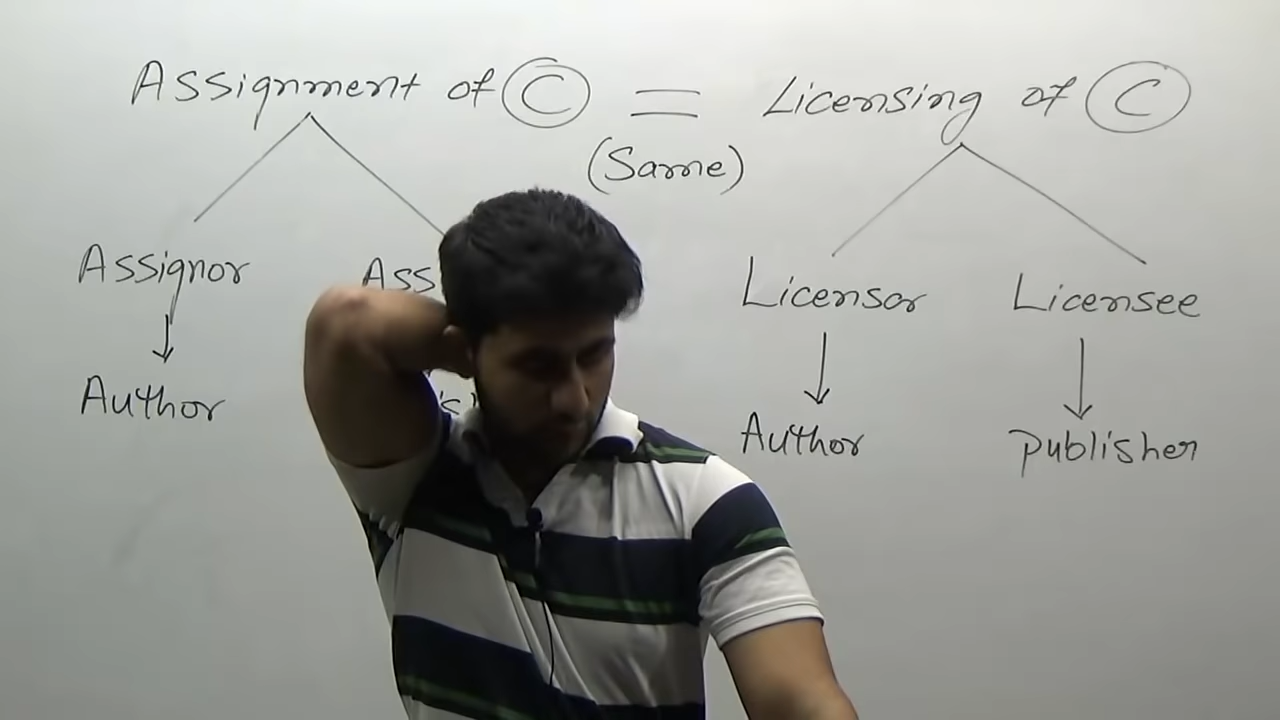 Assignment of © = Licensing of ©
(Same)
Assignor Licensor Licensee
Author Author Publisher